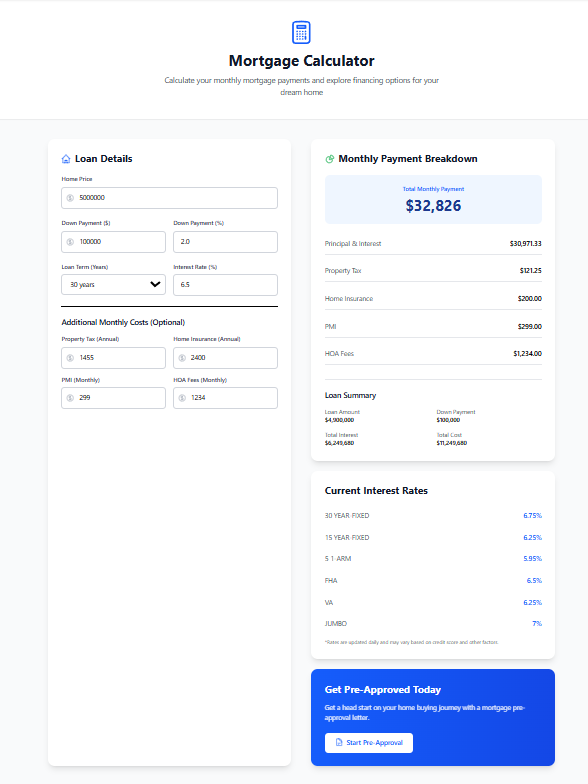 Mortgage Calculator
Calculate your monthly mortgage payments and explore financing options for your
dream home
Loan Details
Home Price
5000000
Down Payment ($)
Down Payment (%)
100000
2.0
Loan Term (Years)
Interest Rate (%)
30 years
6.5
Additional Monthly Costs (Optional)
Property Tax (Annual)
Home Insurance (Annual)
1455
2400
PMI (Monthly)
HOA Fees (Monthly)
299
1234
Monthly Payment Breakdown
Total Monthly Payment
$32,826
Principal & Interest $30,971.33
Property Tax $121.25
Home Insurance $200.00
PMI $299.00
HOA Fees $1,234.00
Loan Summary
Loan Amount
$4,900,000
Down Payment
$100,000
Total Interest
$6,249,680
Total Cost
$11,249,680
Current Interest Rates
30 YEAR FIXED 6.75%
15 YEAR FIXED 6.25%
5 1 ARM 5.95%
FHA 6.5%
VA 6.25%
JUMBO 7%
*Rates are updated daily and may vary based on credit score and other factors
Get Pre-Approved Today
Get a head start on your home buying journey with a mortgage pre-
approval letter.
Start Pre-Approval